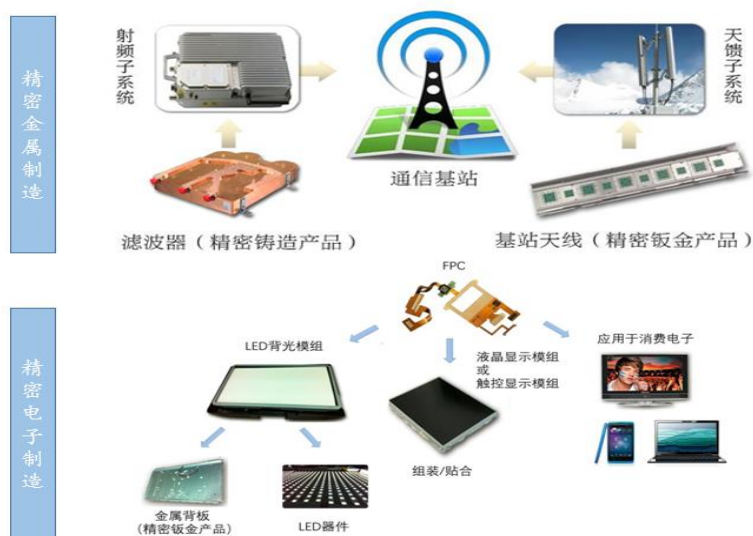 精密金属制造
射频子系统
天馈子系统
通信基站
滤波器（精密铸造产品）
基站天线（精密钣金产品）
精密电子制造
FPC
LED背光模组
液晶显示模组
或
触控显示模组
应用于消费电子
组装/贴合
金属背板
（精密钣金产品）
LED器件